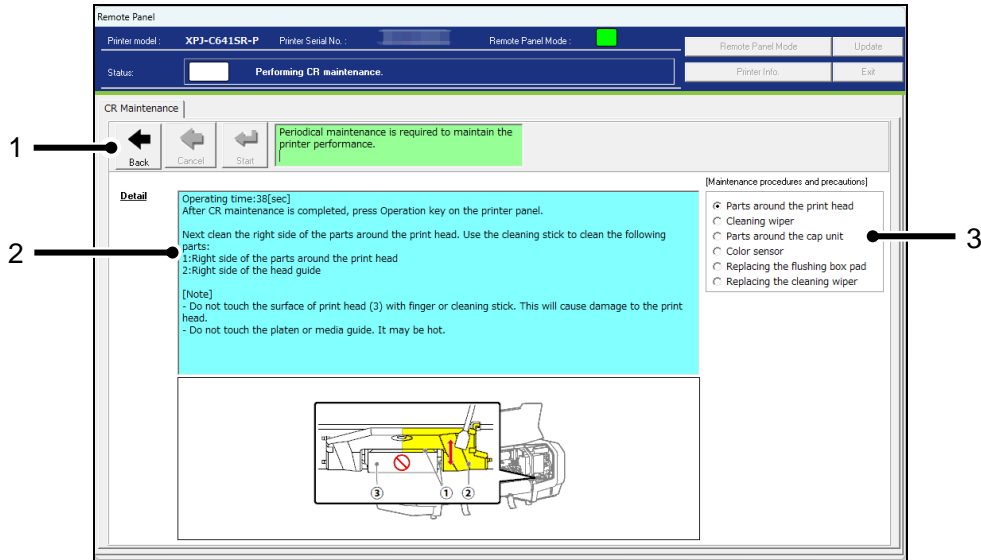 Remote Panel
Printer model :
XPJ-C641SR-P
Printer Serial No. :
Remote Panel Mode :
Remote Panel Mode
Update
Status:
Performing CR maintenance.
Printer Info.
Exit
CR Maintenance
1
Back
Cancel
Start
Periodical maintenance is required to maintain the
printer performance.
Detail
2
Operating time:38[sec]
After CR maintenance is completed, press Operation key on the printer panel.
Next clean the right side of the parts around the print head. Use the cleaning stick to clean the following
parts:
1:Right side of the parts around the print head
2:Right side of the head guide
[Note]
- Do not touch the surface of print head (3) with finger or cleaning stick. This will cause damage to the print
head.
- Do not touch the platen or media guide. It may be hot.
[Maintenance procedures and precautions]
Parts around the print head
Cleaning wiper
Parts around the cap unit
Color sensor
Replacing the flushing box pad
Replacing the cleaning wiper
3
③ ① ②